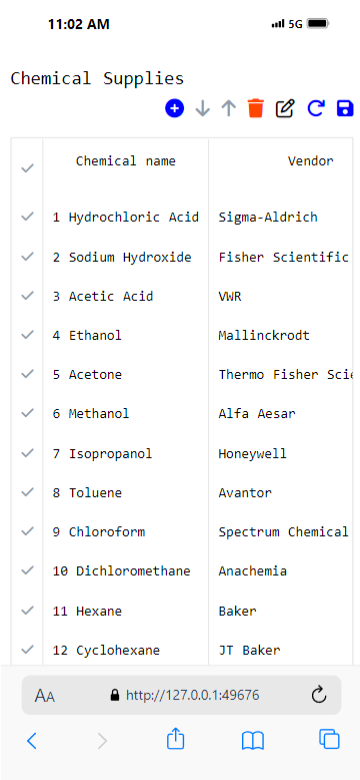 11:02 AM 5G
Chemical Supplies
Chemical name Vendor
1 Hydrochloric Acid Sigma-Aldrich
2 Sodium Hydroxide Fisher Scientific
3 Acetic Acid VWR
4 Ethanol Mallinckrodt
5 Acetone Thermo Fisher Scie
6 Methanol Alfa Aesar
7 Isopropanol Honeywell
8 Toluene Avantor
9 Chloroform Spectrum Chemical
10 Dichloromethane Anachemia
11 Hexane Baker
12 Cyclohexane JT Baker
AA http://127.0.0.1:49676